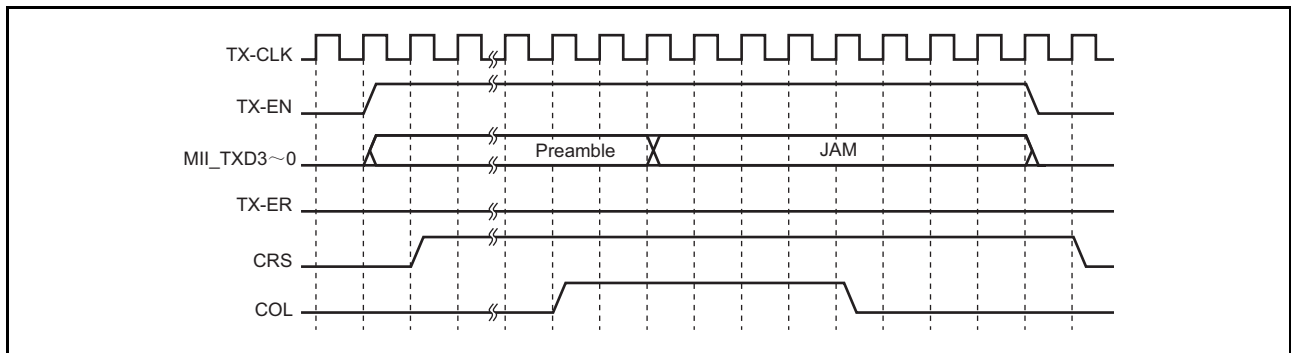 TX-CLK
TX-EN
MII_TXD3～0
Preamble
JAM
TX-ER
CRS
COL